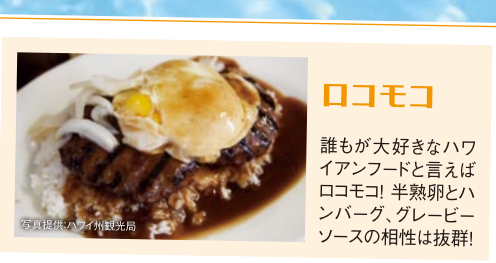 ロコモコ
誰もが大好きなハワ
イアンフードと言えば
ロコモコ! 半熟卵とハ
ンバーグ、グレービー
ソースの相性は抜群!
写真提供:ハワイ州観光局